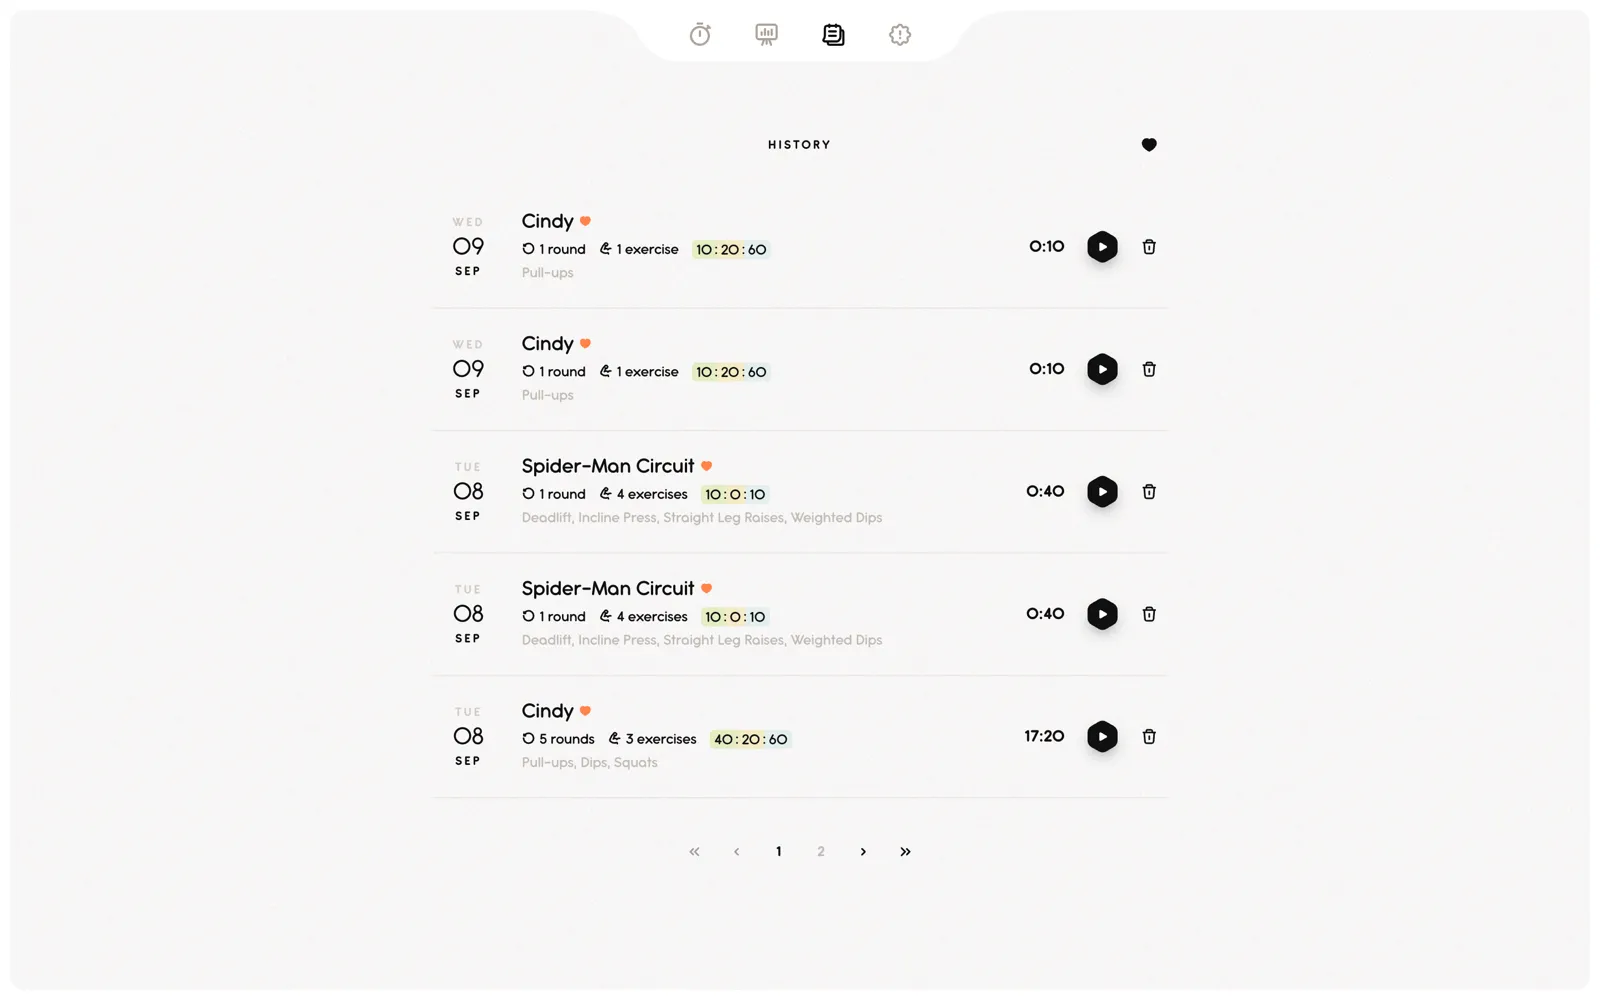 HISTORY
WED
09
SEP
Cindy
1 round 1 exercise 10 : 20 : 60
Pull-ups
0:10
WED
09
SEP
Cindy
1 round 1 exercise 10 : 20 : 60
Pull-ups
0:10
TUE
08
SEP
Spider-Man Circuit
1 round 4 exercises 10 : 0 : 10
Deadlift, Incline Press, Straight Leg Raises, Weighted Dips
0:40
TUE
08
SEP
Spider-Man Circuit
1 round 4 exercises 10 : 0 : 10
Deadlift, Incline Press, Straight Leg Raises, Weighted Dips
0:40
TUE
08
SEP
Cindy
5 rounds 3 exercises 40 : 20 : 60
Pull-ups, Dips, Squats
17:20
« ‹ 1 2 › »